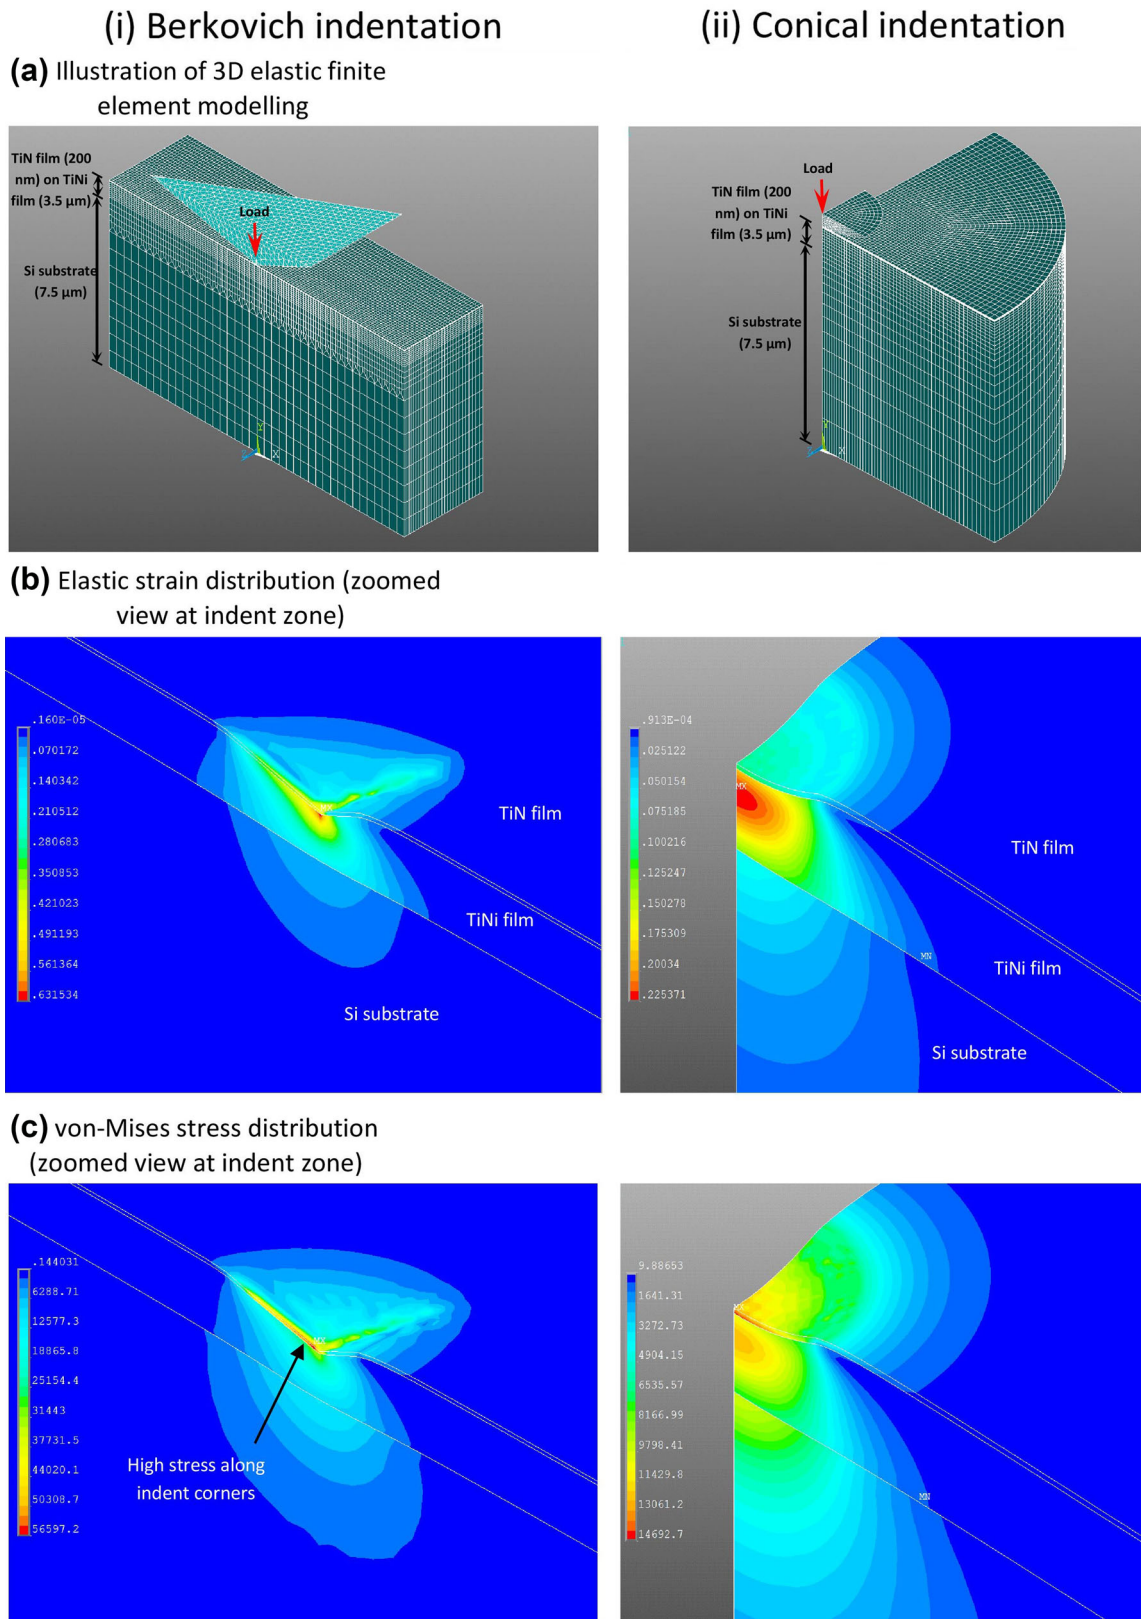 (i) Berkovich indentation
(ii) Conical indentation
(a) Illustration of 3D elastic finite
element modelling
TiN film (200
nm) on TiNi
film (3.5 µm)
Load
Si substrate
(7.5 µm)
Y
Z
X
Load
TiN film (200
nm) on TiNi
film (3.5 µm)
Si substrate
(7.5 µm)
Y
Z
X
(b) Elastic strain distribution (zoomed
view at indent zone)
.160E-05
.070172
.140342
.210512
.280683
.350853
.421023
.491193
.561364
.631534
MX
TiN film
TiNi film
Si substrate
.913E-04
.025122
.050154
.075185
.100216
.125247
.150278
.175309
.20034
.225371
MX
TiN film
MN
TiNi film
Si substrate
(c) von-Mises stress distribution
(zoomed view at indent zone)
.144031
6288.71
12577.3
18865.8
25154.4
31443
37731.5
44020.1
50308.7
56597.2
MX
High stress along
indent corners
9.88653
1641.31
3272.73
4904.15
6535.57
8166.99
9798.41
11429.8
13061.2
14692.7
MX
MN